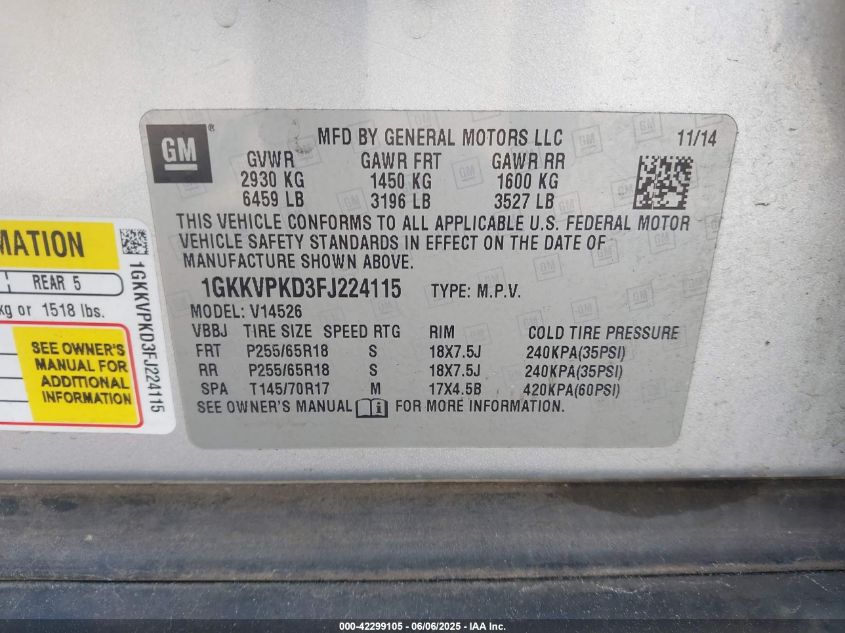 GM
®
MFD BY GENERAL MOTORS LLC 11/14
GVWR GAWR FRT GAWR RR
2930 KG 1450 KG 1600 KG
6459 LB 3196 LB 3527 LB
THIS VEHICLE CONFORMS TO ALL APPLICABLE U.S. FEDERAL MOTOR
VEHICLE SAFETY STANDARDS IN EFFECT ON THE DATE OF
MANUFACTURE SHOWN ABOVE.
1GKKVPKD3FJ224115 TYPE: M.P.V.
MODEL: V14526
VBBJ TIRE SIZE SPEED RTG RIM COLD TIRE PRESSURE
FRT P255/65R18 S 18X7.5J 240KPA(35PSI)
RR P255/65R18 S 18X7.5J 240KPA(35PSI)
SPA T145/70R17 M 17X4.5B 420KPA(60PSI)
SEE OWNER'S MANUAL FOR MORE INFORMATION.
MATION
REAR 5
kg or 1518 lbs.
SEE OWNER'S
MANUAL FOR
ADDITIONAL
INFORMATION
1GKKVPKD3FJ224115
000-42299105 - 06/06/2025 - IAA Inc.